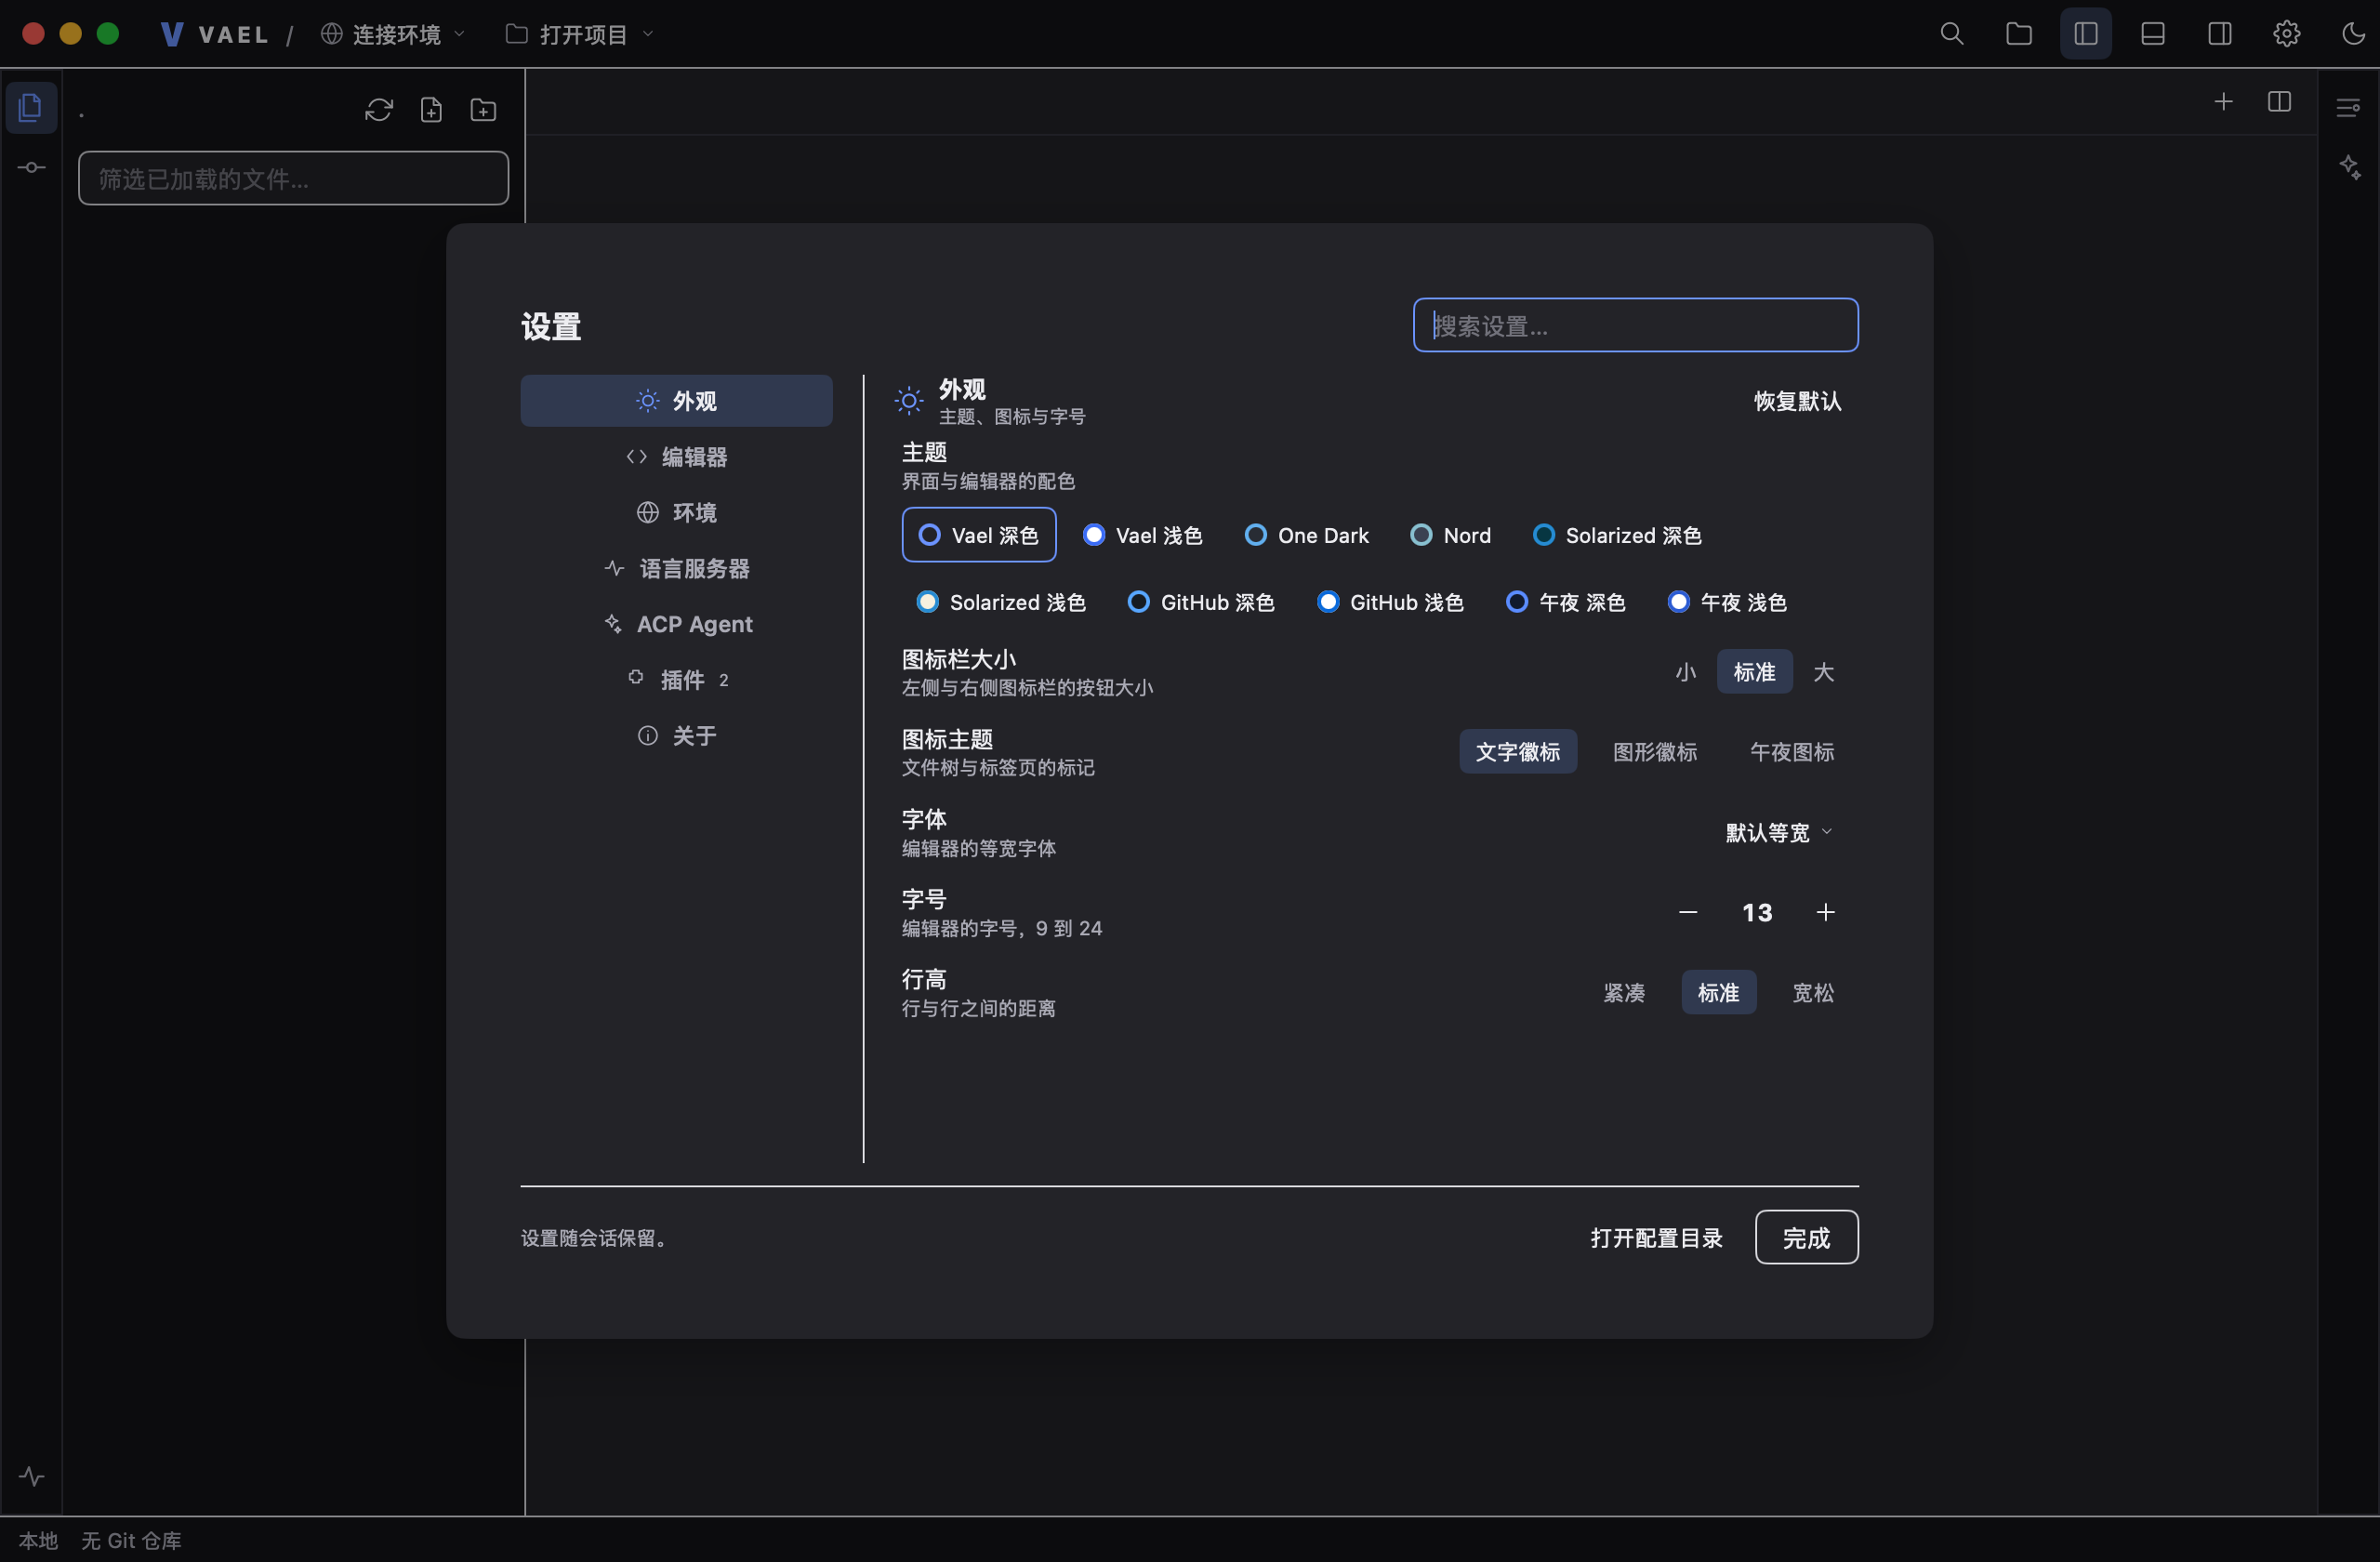 VAEL / 连接环境 打开项目
.
筛选已加载的文件...
设置
搜索设置...
外观
编辑器
环境
语言服务器
ACP Agent
插件 2
关于
外观
主题、图标与字号
恢复默认
主题
界面与编辑器的配色
Vael 深色 Vael 浅色 One Dark Nord Solarized 深色
Solarized 浅色 GitHub 深色 GitHub 浅色 午夜 深色 午夜 浅色
图标栏大小
左侧与右侧图标栏的按钮大小
小 标准 大
图标主题
文件树与标签页的标记
文字徽标 图形徽标 午夜图标
字体
编辑器的等宽字体
默认等宽
字号
编辑器的字号，9 到 24
13
行高
行与行之间的距离
紧凑 标准 宽松
设置随会话保留。
打开配置目录 完成
本地 无 Git 仓库